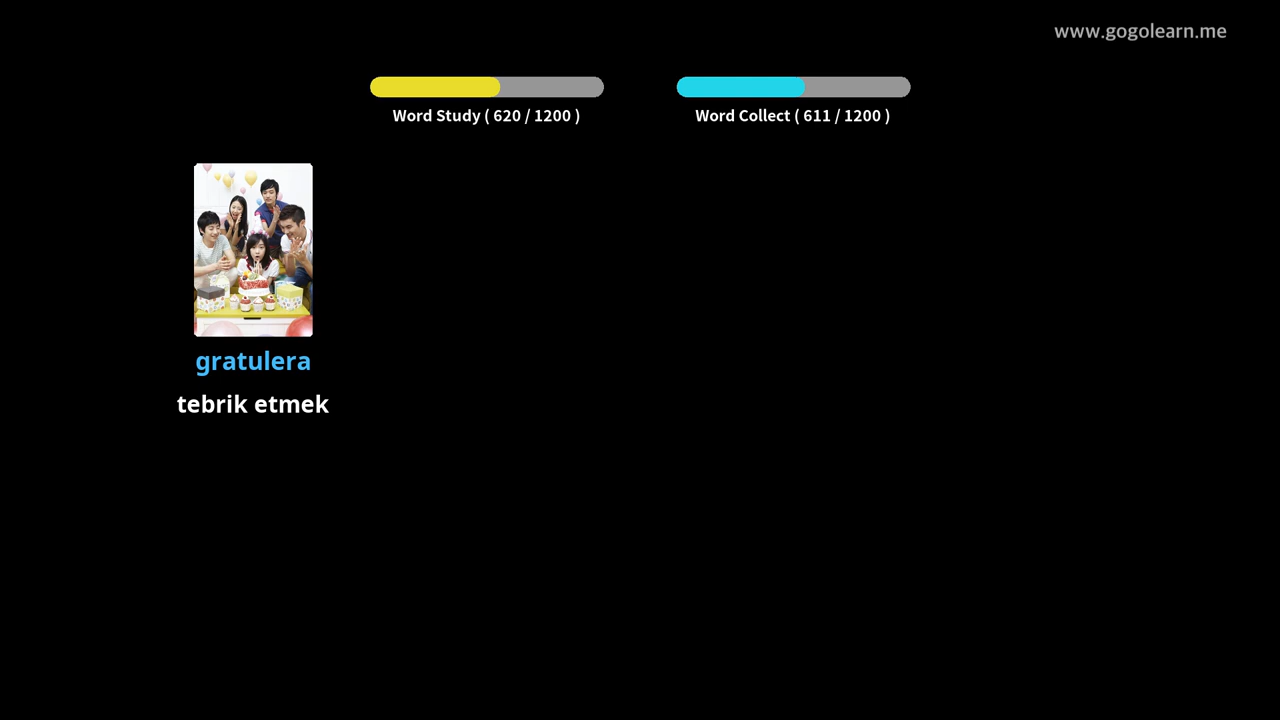 www.gogolearn.me
Word Study ( 620 / 1200 )
Word Collect ( 611 / 1200 )
gratulera
tebrik etmek